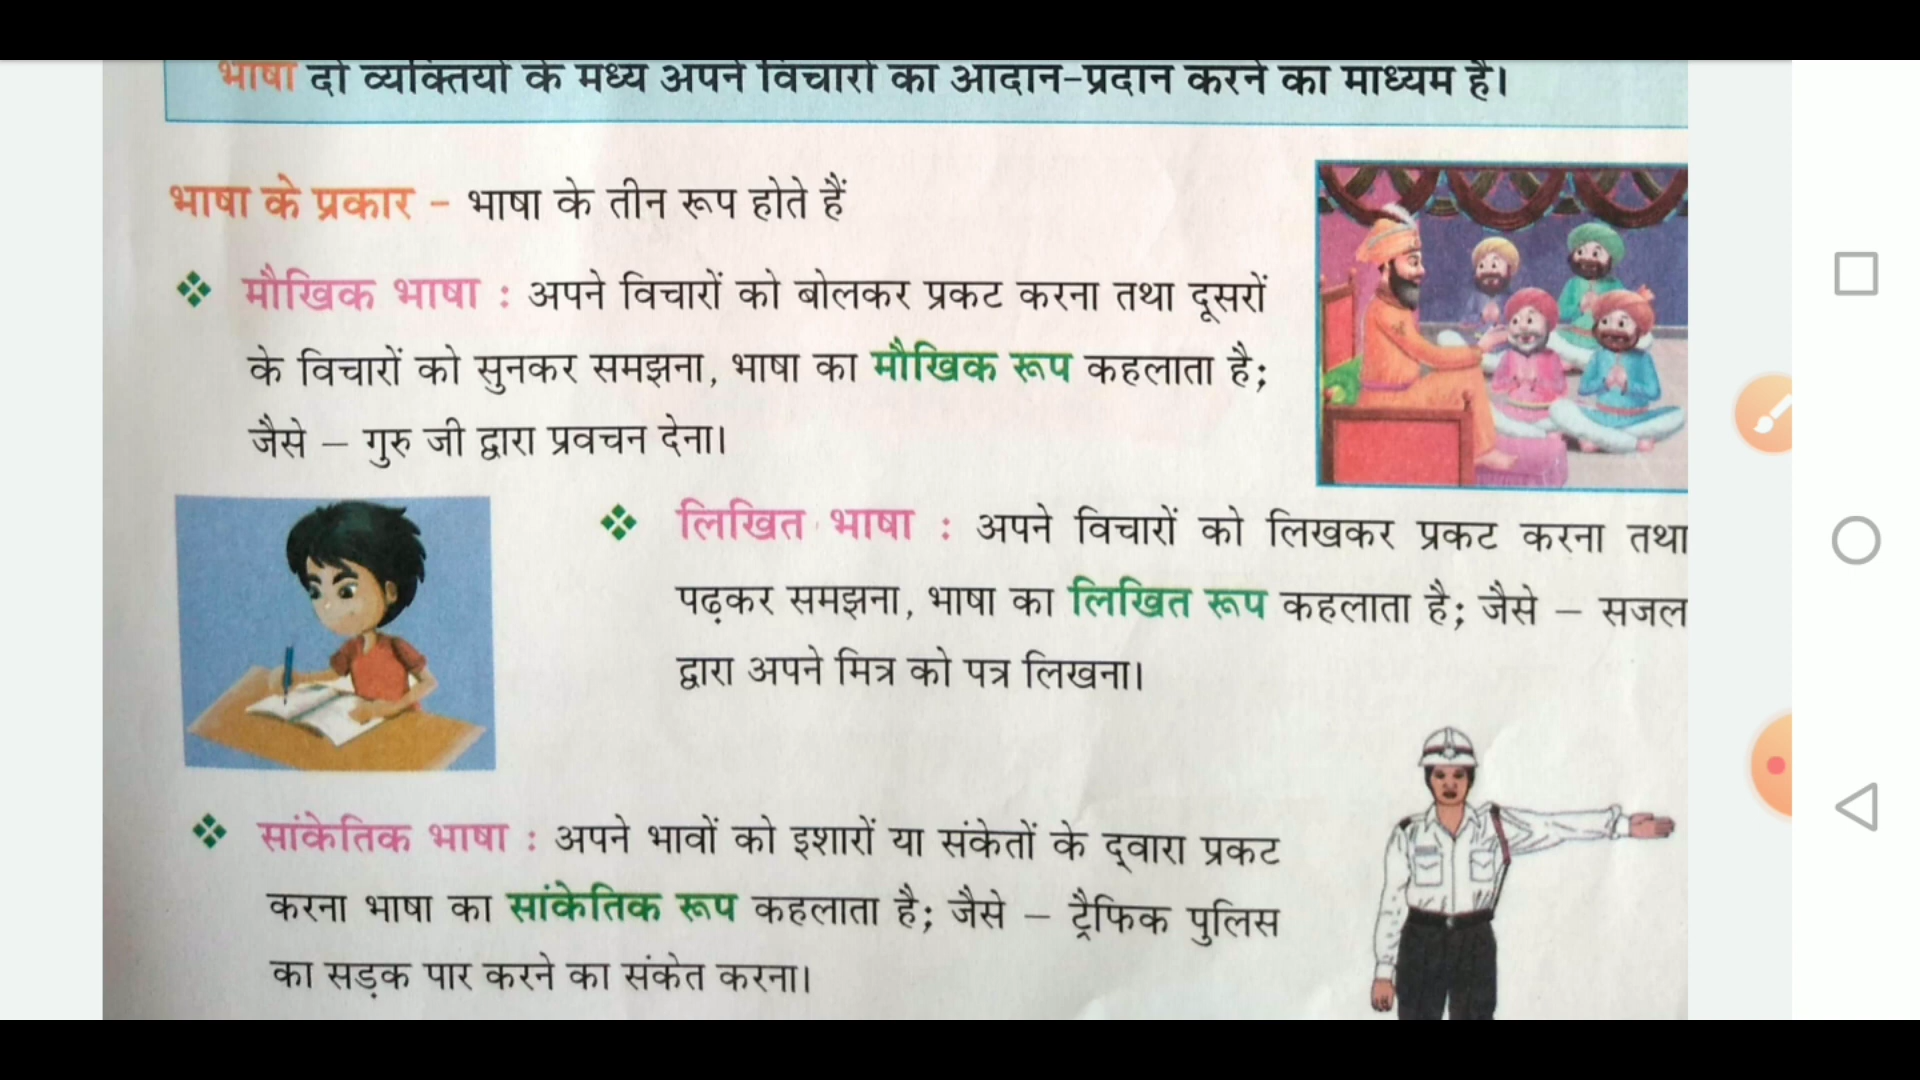 भाषा दो व्यक्तियों के मध्य अपने विचारों का आदान-प्रदान करने का माध्यम है।
भाषा के प्रकार - भाषा के तीन रूप होते हैं
मौखिक भाषा : अपने विचारों को बोलकर प्रकट करना तथा दूसरों
के विचारों को सुनकर समझना, भाषा का मौखिक रूप कहलाता है;
जैसे – गुरु जी द्वारा प्रवचन देना।
लिखित भाषा : अपने विचारों को लिखकर प्रकट करना तथा
पढ़कर समझना, भाषा का लिखित रूप कहलाता है; जैसे – सजल
द्वारा अपने मित्र को पत्र लिखना।
सांकेतिक भाषा : अपने भावों को इशारों या संकेतों के द्‌वारा प्रकट
करना भाषा का सांकेतिक रूप कहलाता है; जैसे – ट्रैफिक पुलिस
का सड़क पार करने का संकेत करना।